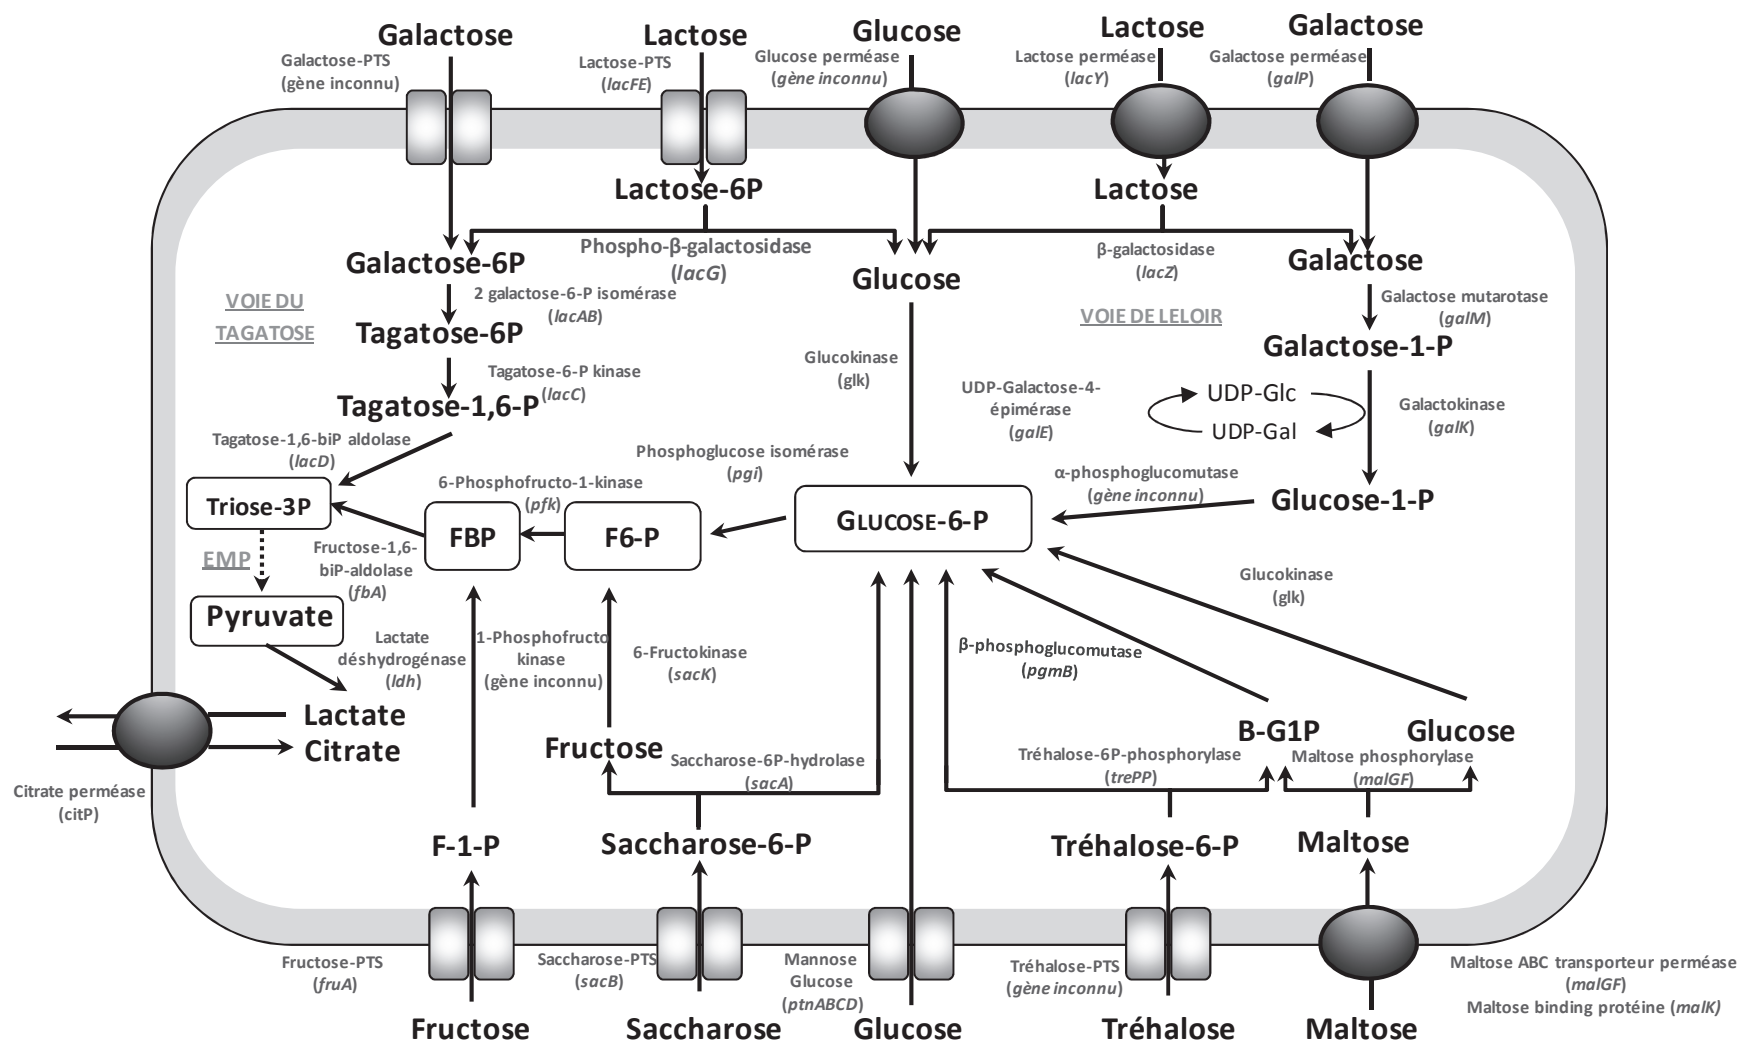 Galactose
Galactose-PTS
(gène inconnu)
Lactose
Lactose-PTS
(lacFE)
Glucose
Glucose perméase
(gène inconnu)
Lactose
Lactose perméase
(lacY)
Galactose
Galactose perméase
(galP)
Lactose-6P
Lactose
Phospho-β-galactosidase
(lacG)
β-galactosidase
(lacZ)
Galactose-6P
Glucose
Galactose
VOIE DU
TAGATOSE
2 galactose-6-P isomérase
(lacAB)
Tagatose-6P
Tagatose-6-P kinase
(lacC)
Tagatose-1,6-P
Tagatose-1,6-biP aldolase
(lacD)
Glucokinase
(glk)
VOIE DE LELOIR
Galactose mutarotase
(galM)
Galactose-1-P
UDP-Galactose-4-
épimérase
(galE)
UDP-Glc
UDP-Gal
Galactokinase
(galK)
Glucose-1-P
α-phosphoglucomutase
(gène inconnu)
Phosphoglucose isomérase
(pgi)
6-Phosphofructo-1-kinase
(pfk)
Triose-3P
FBP
F6-P
GLUCOSE-6-P
EMP
Fructose-1,6-
biP-aldolase
(fbA)
Pyruvate
Lactate
déshydrogénase
(ldh)
1-Phosphofructo
kinase
(gène inconnu)
6-Fructokinase
(sacK)
Glucokinase
(glk)
β-phosphoglucomutase
(pgmB)
Lactate
Citrate
Citrate perméase
(citP)
Fructose
Saccharose-6P-hydrolase
(sacA)
B-G1P
Glucose
Tréhalose-6P-phosphorylase
(trePP)
Maltose phosphorylase
(malGF)
F-1-P
Saccharose-6-P
Tréhalose-6-P
Maltose
Fructose-PTS
(fruA)
Saccharose-PTS
(sacB)
Mannose
Glucose
(ptnABCD)
Tréhalose-PTS
(gène inconnu)
Maltose ABC transporteur perméase
(malGF)
Maltose binding protéine (malK)
Fructose
Saccharose
Glucose
Tréhalose
Maltose